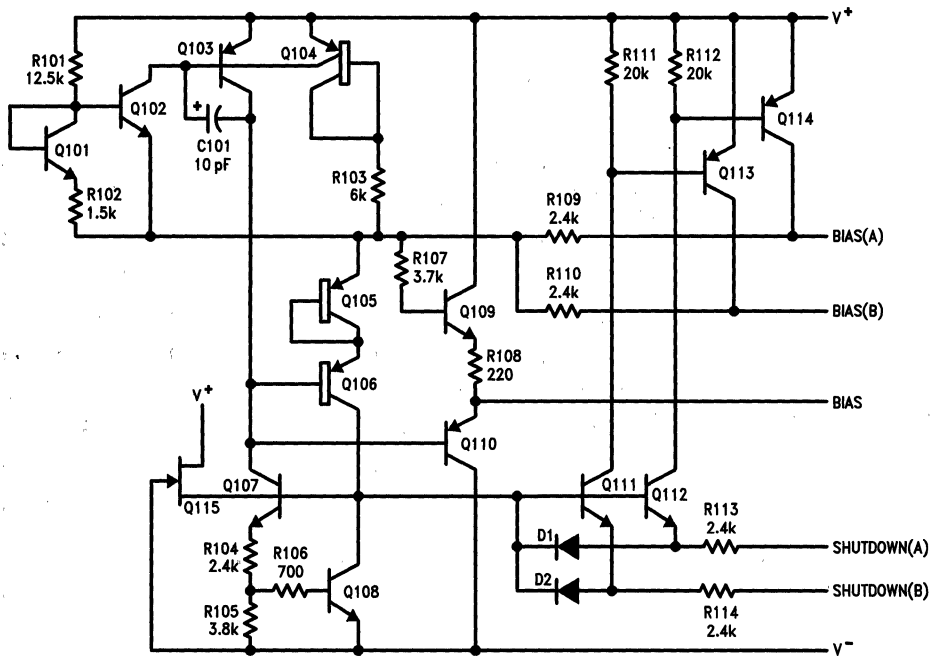 V+
R101
12.5k
Q103
Q104
R111
20k
R112
20k
Q102
+
C101
10 pF
Q101
Q114
Q113
R102
1.5k
R103
6k
R109
2.4k
BIAS(A)
R107
3.7k
R110
2.4k
BIAS(B)
Q105
Q109
R108
220
Q106
V+
BIAS
Q110
Q107
Q115
Q111
Q112
R113
2.4k
D1
SHUTDOWN(A)
R104
2.4k
R106
700
D2
SHUTDOWN(B)
Q108
R105
3.8k
R114
2.4k
V-